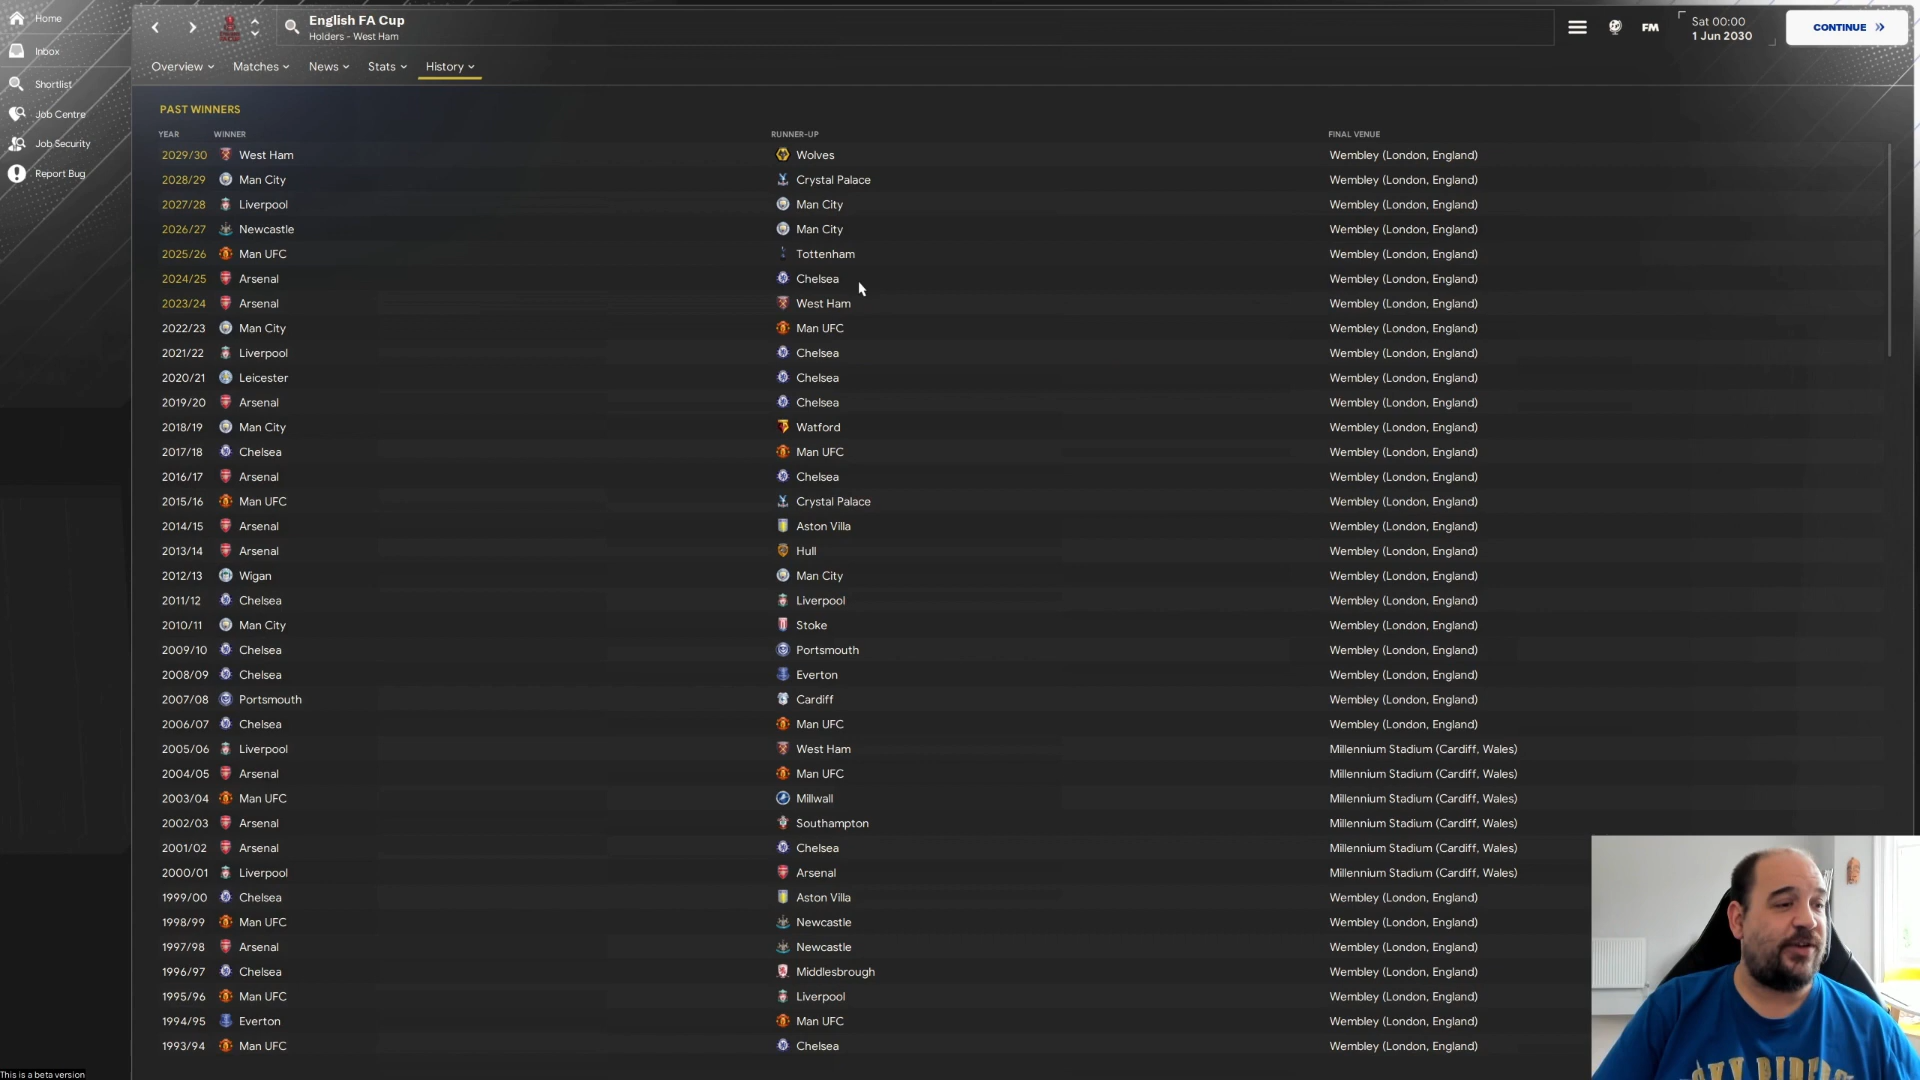 Home
Inbox
Shortlist
Job Centre
Job Security
Report Bug
English FA Cup
Holders - West Ham
FM
Sat 00:00
1 Jun 2030
CONTINUE
Overview Matches News Stats History
PAST WINNERS
YEAR WINNER RUNNER-UP FINAL VENUE
2029/30 West Ham Wolves Wembley (London, England)
2028/29 Man City Crystal Palace Wembley (London, England)
2027/28 Liverpool Man City Wembley (London, England)
2026/27 Newcastle Man City Wembley (London, England)
2025/26 Man UFC Tottenham Wembley (London, England)
2024/25 Arsenal Chelsea Wembley (London, England)
2023/24 Arsenal West Ham Wembley (London, England)
2022/23 Man City Man UFC Wembley (London, England)
2021/22 Liverpool Chelsea Wembley (London, England)
2020/21 Leicester Chelsea Wembley (London, England)
2019/20 Arsenal Chelsea Wembley (London, England)
2018/19 Man City Watford Wembley (London, England)
2017/18 Chelsea Man UFC Wembley (London, England)
2016/17 Arsenal Chelsea Wembley (London, England)
2015/16 Man UFC Crystal Palace Wembley (London, England)
2014/15 Arsenal Aston Villa Wembley (London, England)
2013/14 Arsenal Hull Wembley (London, England)
2012/13 Wigan Man City Wembley (London, England)
2011/12 Chelsea Liverpool Wembley (London, England)
2010/11 Man City Stoke Wembley (London, England)
2009/10 Chelsea Portsmouth Wembley (London, England)
2008/09 Chelsea Everton Wembley (London, England)
2007/08 Portsmouth Cardiff Wembley (London, England)
2006/07 Chelsea Man UFC Wembley (London, England)
2005/06 Liverpool West Ham Millennium Stadium (Cardiff, Wales)
2004/05 Arsenal Man UFC Millennium Stadium (Cardiff, Wales)
2003/04 Man UFC Millwall Millennium Stadium (Cardiff, Wales)
2002/03 Arsenal Southampton Millennium Stadium (Cardiff, Wales)
2001/02 Arsenal Chelsea Millennium Stadium (Cardiff, Wales)
2000/01 Liverpool Arsenal Millennium Stadium (Cardiff, Wales)
1999/00 Chelsea Aston Villa Wembley (London, England)
1998/99 Man UFC Newcastle Wembley (London, England)
1997/98 Arsenal Newcastle Wembley (London, England)
1996/97 Chelsea Middlesbrough Wembley (London, England)
1995/96 Man UFC Liverpool Wembley (London, England)
1994/95 Everton Man UFC Wembley (London, England)
1993/94 Man UFC Chelsea Wembley (London, England)
This is a beta version